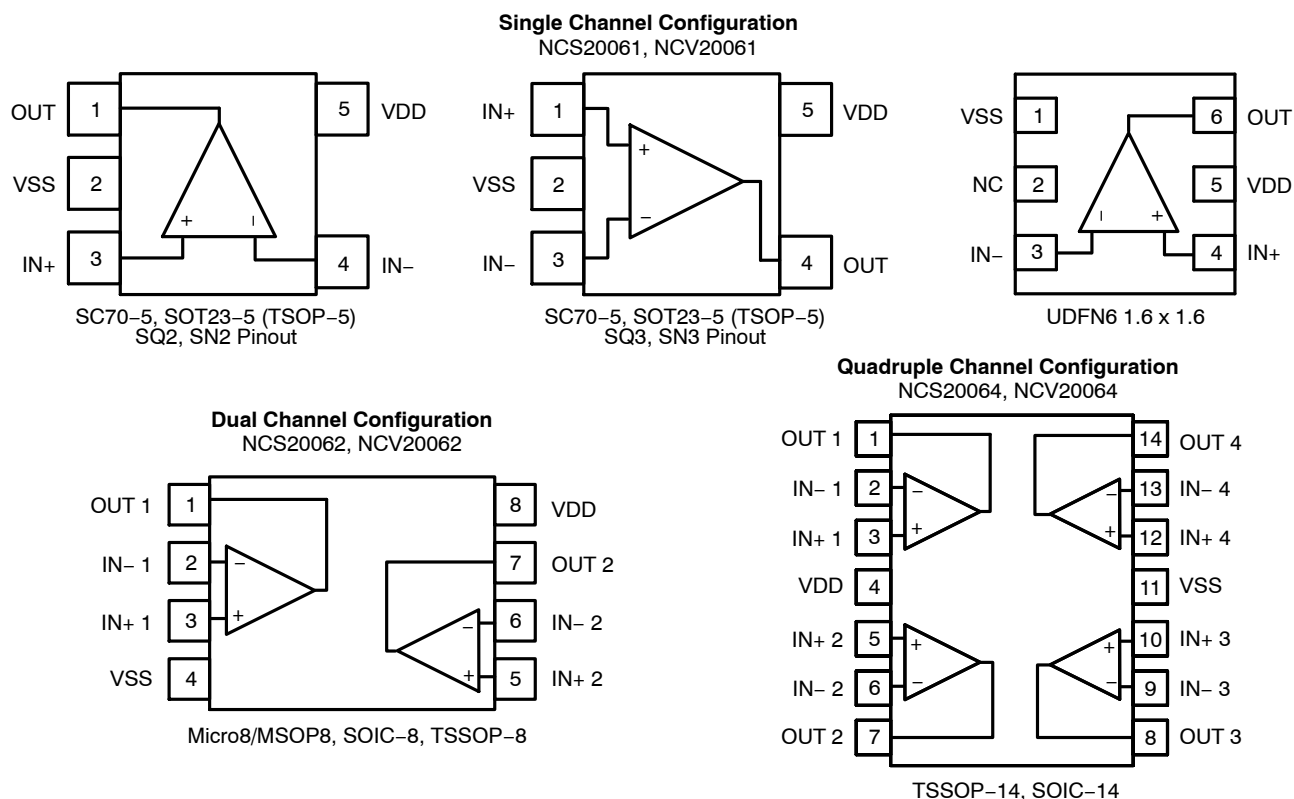 Single Channel Configuration
NCS20061, NCV20061
OUT 1
VSS 2
IN+ 3
5 VDD
4 IN−
+ −
SC70−5, SOT23−5 (TSOP−5)
SQ2, SN2 Pinout
IN+ 1
VSS 2
IN− 3
5 VDD
4 OUT
+
−
SC70−5, SOT23−5 (TSOP−5)
SQ3, SN3 Pinout
VSS 1
NC 2
IN− 3
6 OUT
5 VDD
4 IN+
− +
UDFN6 1.6 x 1.6
Dual Channel Configuration
NCS20062, NCV20062
OUT 1 1
IN− 1 2
IN+ 1 3
VSS 4
8 VDD
7 OUT 2
6 IN− 2
5 IN+ 2
−
+
−
+
Micro8/MSOP8, SOIC−8, TSSOP−8
Quadruple Channel Configuration
NCS20064, NCV20064
OUT 1 1
IN− 1 2
IN+ 1 3
VDD 4
IN+ 2 5
IN− 2 6
OUT 2 7
14 OUT 4
13 IN− 4
12 IN+ 4
11 VSS
10 IN+ 3
9 IN− 3
8 OUT 3
−
+
−
+
+
−
+
−
TSSOP−14, SOIC−14